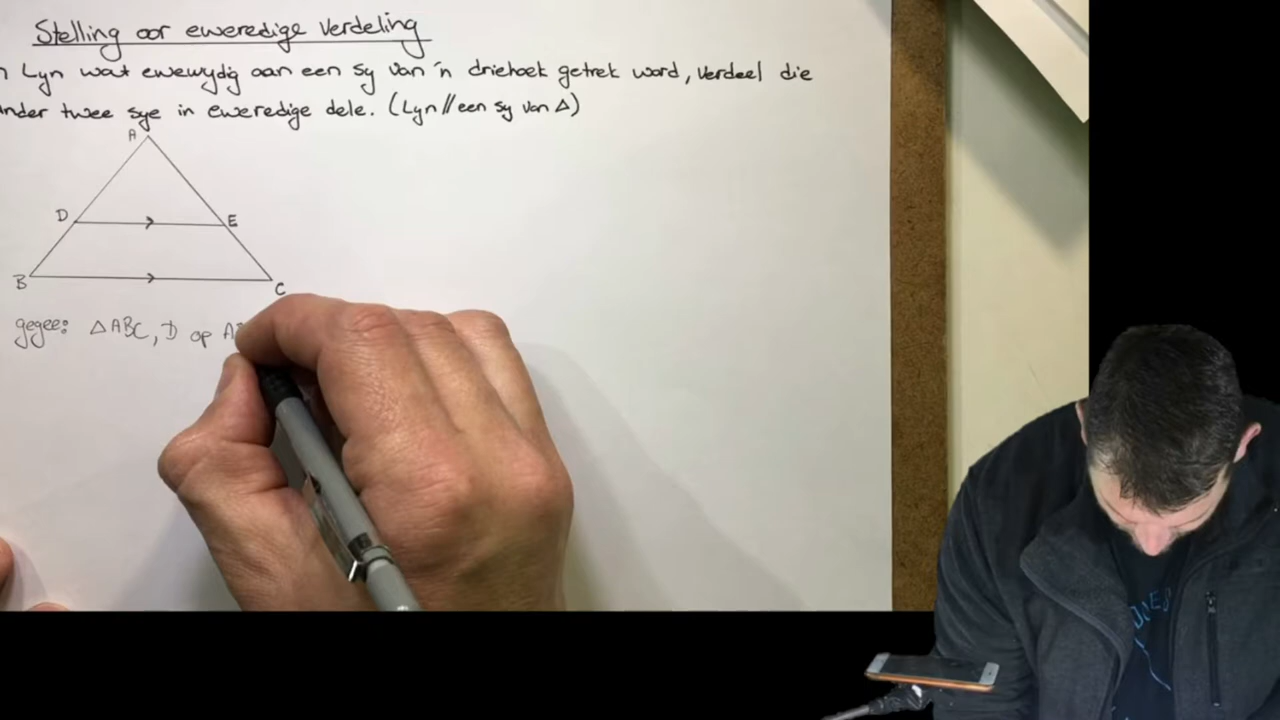 Stelling oor eweredige verdeling
n Lyn wat ewewydig aan een sy van 'n driehoek getrek word, verdeel die
ander twee sye in eweredige dele. (Lyn // een sy van Δ)
A
D
E
B
C
gegee: ΔABC, D op AB